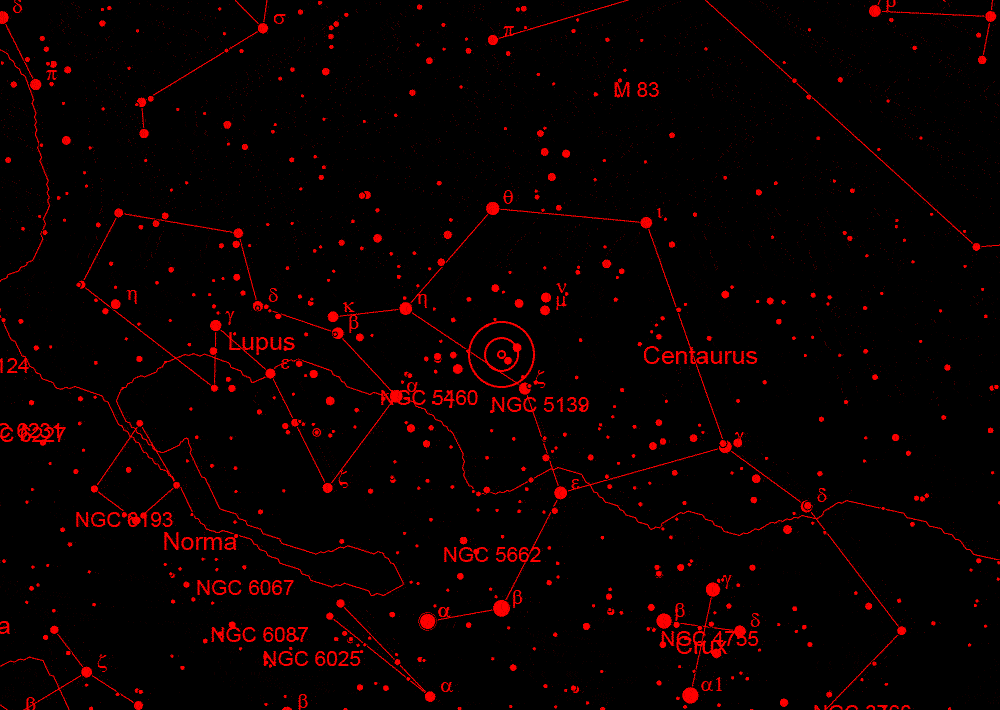 δ
σ
π
β
π
M 83
θ
ι
η
δ
κ
β
γ
Lupus
η
ν
μ
Centaurus
ε
124
α
NGC 5460
ζ
NGC 5139
γ
ζ
ε
δ
NGC 6193
Norma
NGC 5662
NGC 6067
β
α
γ
β
δ
NGC 4755
Crux
NGC 6087
NGC 6025
a
ζ
α
α1
β
β